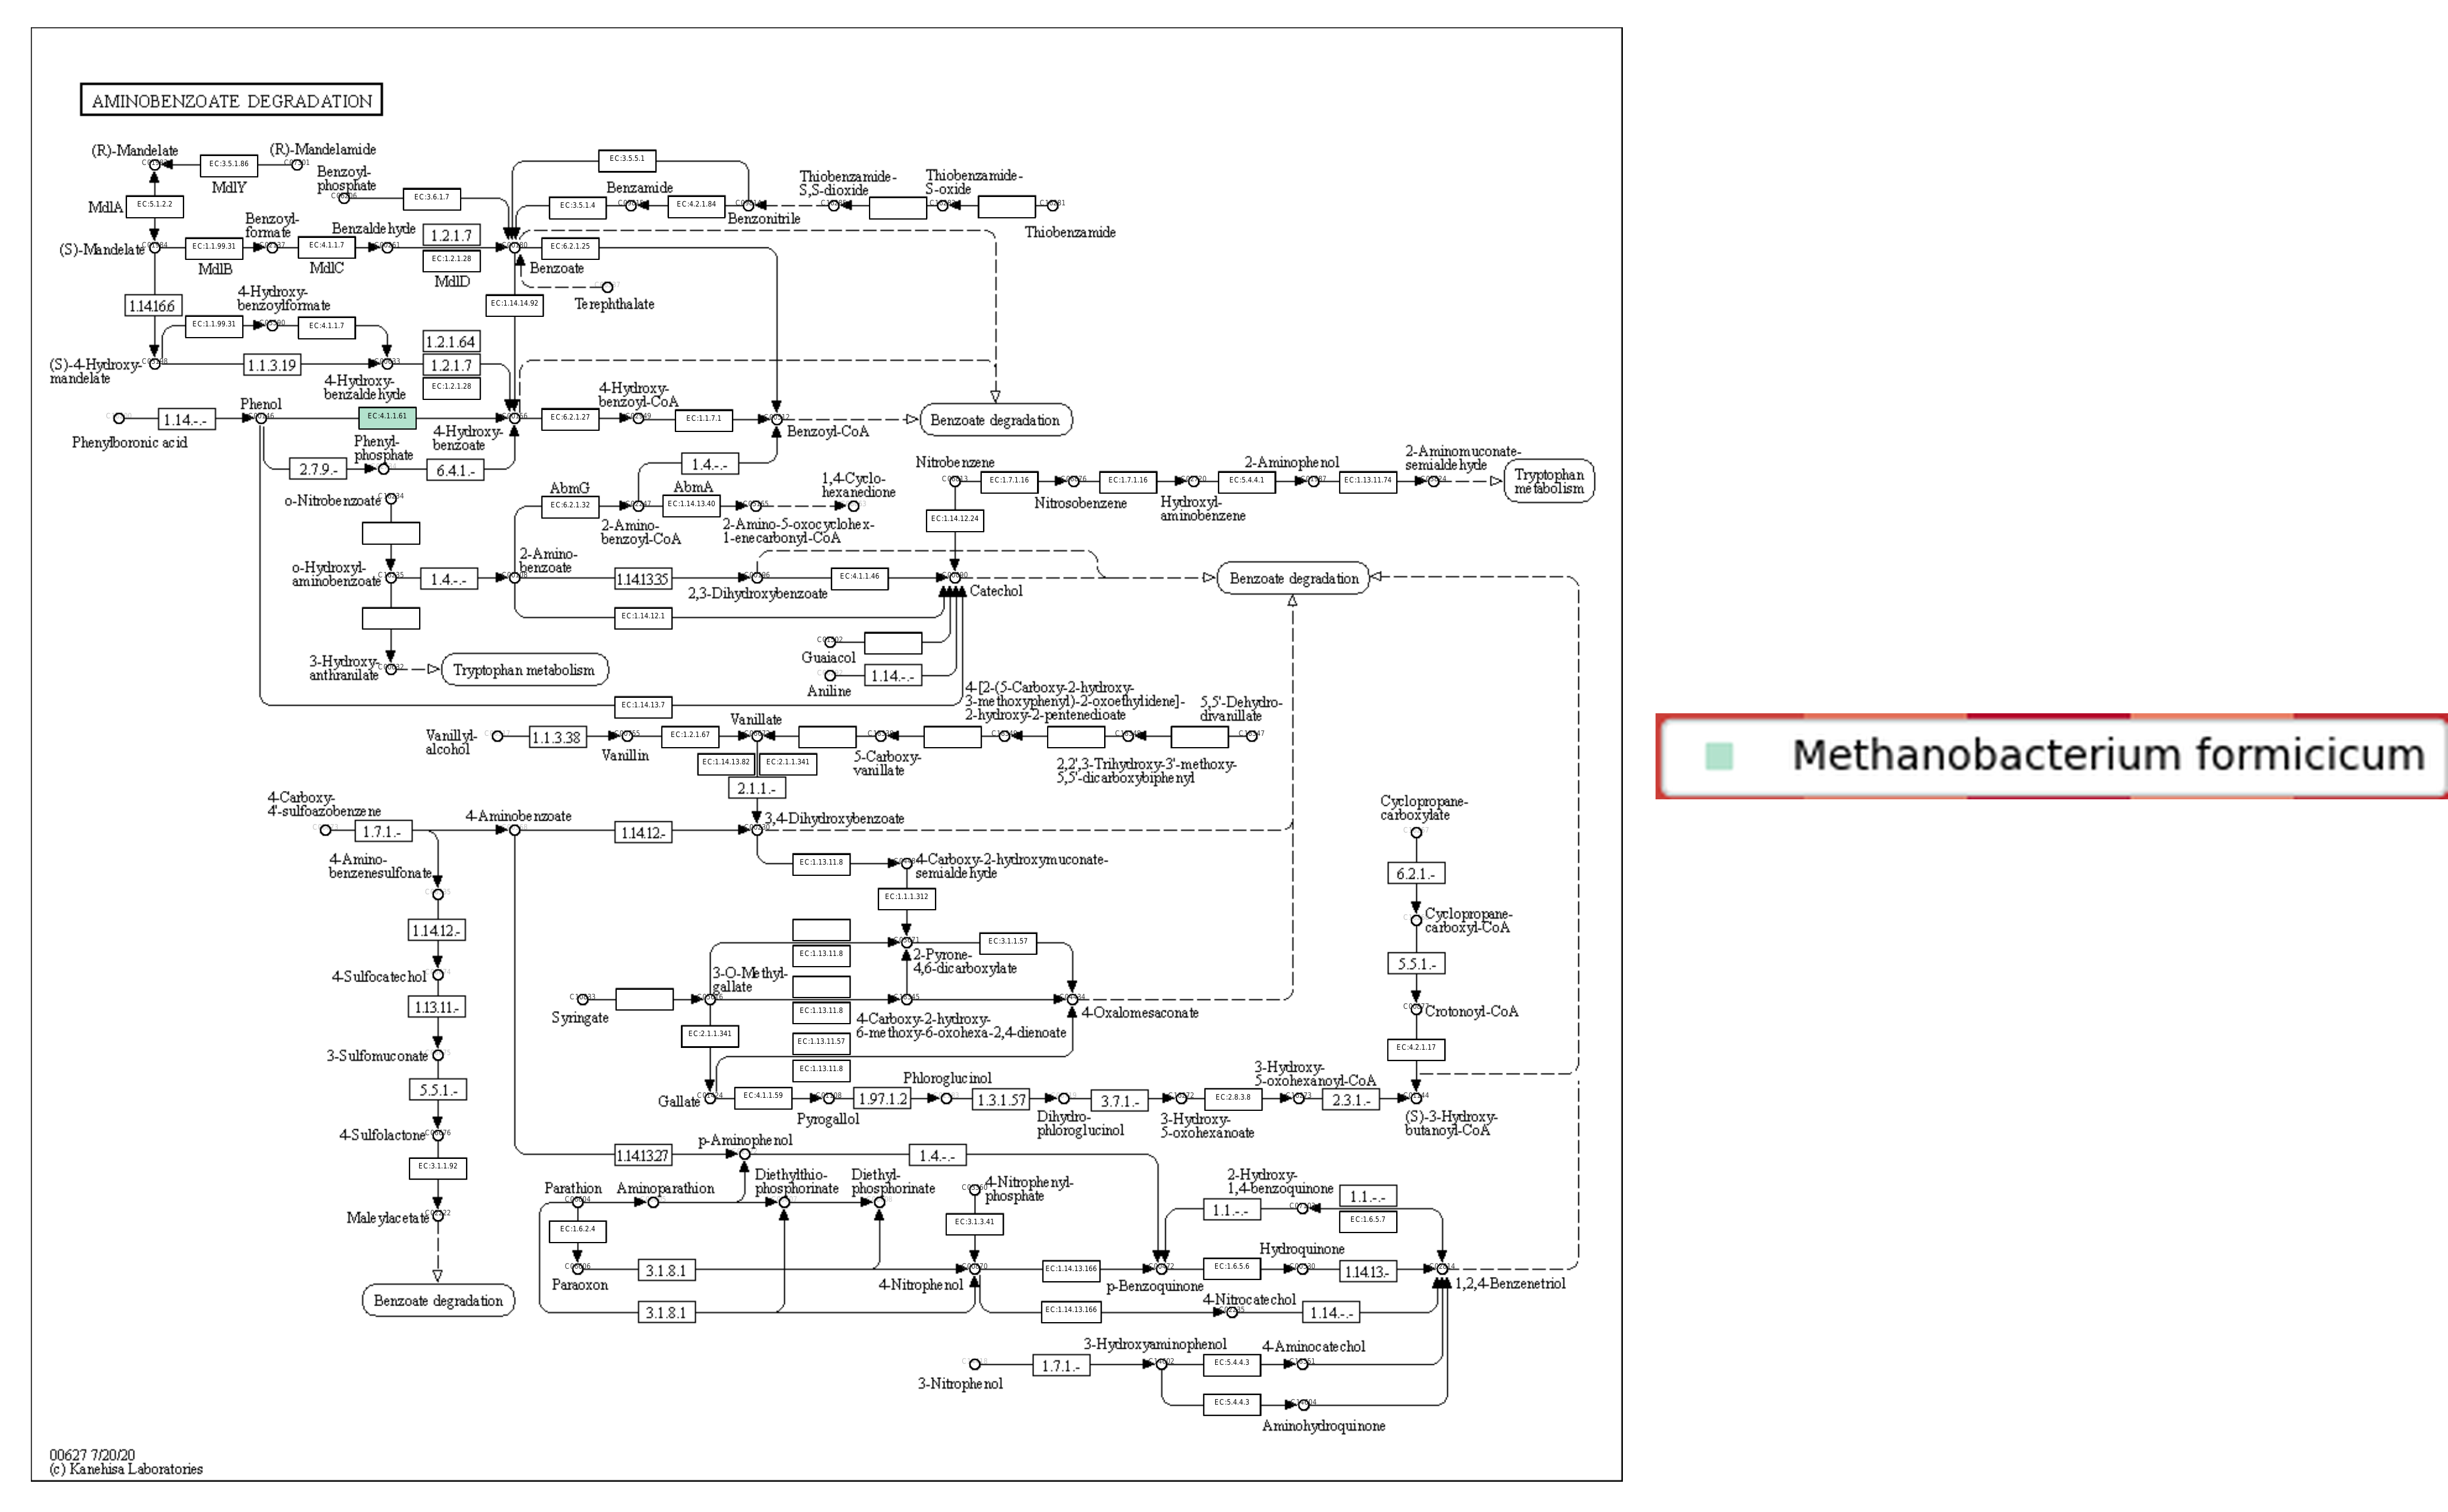 AMINOBENZOATE DEGRADATION
(R)-Mandelate
EC:3.5.1.86
MdlY
(R)-Mandelamide
Benzoyl-
phosphate
EC:3.6.1.7
EC:3.5.5.1
Benzamide
EC:3.5.1.4
EC:4.2.1.84
Benzonitrile
Thiobenzamide-
S,S-dioxide
Thiobenzamide-
S-oxide
Thiobenzamide
MdlA
EC:5.1.2.2
(S)-Mandelate
EC:1.1.99.31
MdlB
Benzoyl-
formate
EC:4.1.1.7
MdlC
Benzaldehyde
1.2.1.7
EC:1.2.1.28
MdlD
EC:6.2.1.25
Benzoate
Terephthalate
EC:1.14.14.92
1.14.16.6
4-Hydroxy-
benzoylformate
EC:1.1.99.31
EC:4.1.1.7
1.2.1.64
(S)-4-Hydroxy-
mandelate
1.1.3.19
4-Hydroxy-
benzaldehyde
1.2.1.7
EC:1.2.1.28
Phenylboronic acid
1.14.-.-
Phenol
EC:4.1.1.61
4-Hydroxy-
benzoate
EC:6.2.1.27
4-Hydroxy-
benzoyl-CoA
EC:1.1.7.1
Benzoyl-CoA
Benzoate degradation
2.7.9.-
Phenyl-
phosphate
6.4.1.-
1.4.-.-
Nitrobenzene
EC:1.7.1.16
Nitrosobenzene
EC:1.7.1.16
Hydroxyl-
aminobenzene
EC:5.4.4.1
2-Aminophenol
EC:1.13.11.74
2-Aminomuconate-
semialdehyde
Tryptophan
metabolism
o-Nitrobenzoate
AbmG
EC:6.2.1.32
2-Amino-
benzoyl-CoA
AbmA
EC:1.14.13.40
2-Amino-5-oxocyclohex-
1-enecarbonyl-CoA
1,4-Cyclo-
hexanedione
EC:1.14.12.24
o-Hydroxyl-
aminobenzoate
1.4.-.-
2-Amino-
benzoate
1.14.13.35
2,3-Dihydroxybenzoate
EC:4.1.1.46
Catechol
Benzoate degradation
EC:1.14.12.1
Guaiacol
Aniline
1.14.-.-
3-Hydroxy-
anthranilate
Tryptophan metabolism
EC:1.14.13.7
4-[2-(5-Carboxy-2-hydroxy-
3-methoxyphenyl)-2-oxoethylidene]-
2-hydroxy-2-pentenedioate
5,5'-Dehydro-
divanillate
Vanillyl-
alcohol
1.1.3.38
Vanillin
EC:1.2.1.67
Vanillate
5-Carboxy-
vanillate
2,2',3-Trihydroxy-3'-methoxy-
5,5'-dicarboxybiphenyl
EC:1.14.13.82
EC:2.1.1.341
2.1.1.-
Methanobacterium formicicum
4-Carboxy-
4'-sulfoazobenzene
1.7.1.-
4-Aminobenzoate
1.14.12.-
3,4-Dihydroxybenzoate
Cyclopropane-
carboxylate
4-Amino-
benzenesulfonate
EC:1.13.11.8
4-Carboxy-2-hydroxymuconate-
semialdehyde
6.2.1.-
EC:1.1.1.312
Cyclopropane-
carboxyl-CoA
1.14.12.-
EC:1.13.11.8
2-Pyrone-
4,6-dicarboxylate
EC:3.1.1.57
5.5.1.-
4-Sulfocatechol
3-O-Methyl-
gallate
Syringate
EC:1.13.11.8
4-Carboxy-2-hydroxy-
6-methoxy-6-oxohexa-2,4-dienoate
4-Oxalomesaconate
Crotonoyl-CoA
1.13.11.-
EC:2.1.1.341
EC:1.13.11.57
EC:1.13.11.8
EC:4.2.1.17
3-Sulfomuconate
5.5.1.-
Gallate
EC:4.1.1.59
Pyrogallol
1.97.1.2
Phloroglucinol
1.3.1.57
Dihydro-
phloroglucinol
3.7.1.-
3-Hydroxy-
5-oxohexanoate
EC:2.8.3.8
3-Hydroxy-
5-oxohexanoyl-CoA
2.3.1.-
(S)-3-Hydroxy-
butanoyl-CoA
4-Sulfolactone
EC:3.1.1.92
Maleylacetate
Benzoate degradation
1.14.13.27
p-Aminophenol
1.4.-.-
Parathion
Aminoparathion
Diethylthio-
phosphorinate
Diethyl-
phosphorinate
4-Nitrophenyl-
phosphate
2-Hydroxy-
1,4-benzoquinone
1.1.-.-
1.1.-.-
EC:1.6.5.7
EC:1.6.2.4
EC:3.1.3.41
Paraoxon
3.1.8.1
4-Nitrophenol
EC:1.14.13.166
p-Benzoquinone
EC:1.6.5.6
Hydroquinone
1.14.13.-
1,2,4-Benzenetriol
3.1.8.1
EC:1.14.13.166
4-Nitrocatechol
1.14.-.-
3-Nitrophenol
1.7.1.-
3-Hydroxyaminophenol
EC:5.4.4.3
4-Aminocatechol
EC:5.4.4.3
Aminohydroquinone
00627 7/20/20
(c) Kanehisa Laboratories